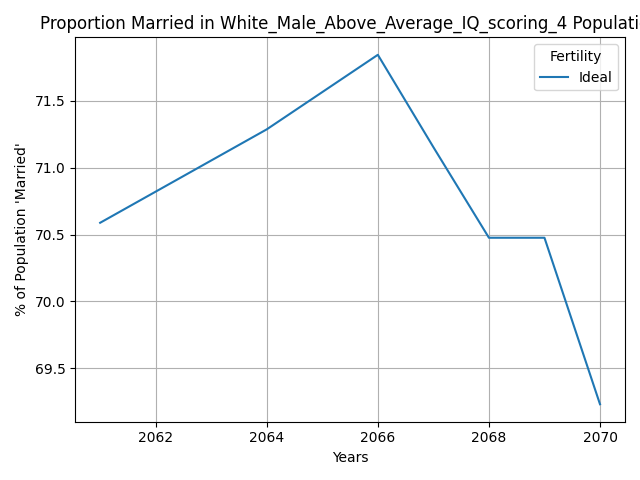 Proportion Married in White_Male_Above_Average_IQ_scoring_4 Populati
Fertility
Ideal
71.5
71.0
70.5
70.0
69.5
% of Population 'Married'
2062 2064 2066 2068 2070
Years